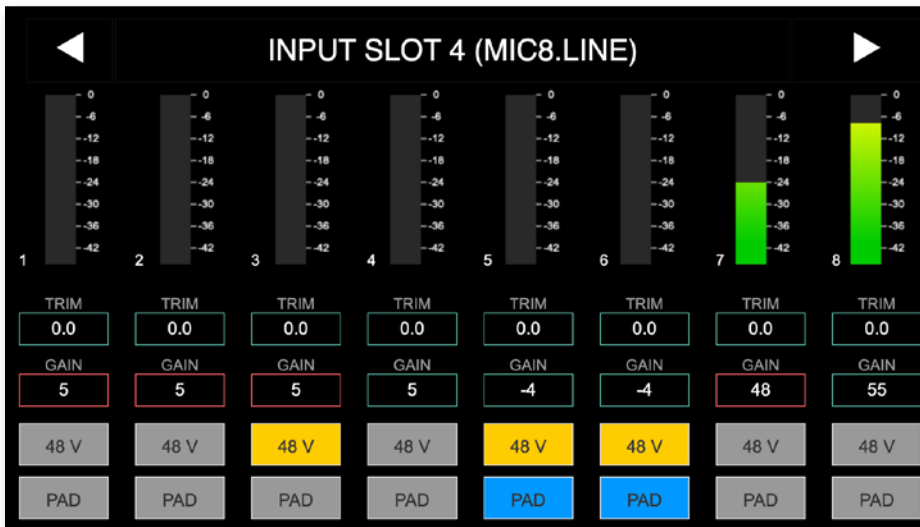 INPUT SLOT 4 (MIC8.LINE)
0 0 0 0 0 0 0 0
-6 -6 -6 -6 -6 -6 -6 -6
-12 -12 -12 -12 -12 -12 -12 -12
-18 -18 -18 -18 -18 -18 -18 -18
-24 -24 -24 -24 -24 -24 -24 -24
-30 -30 -30 -30 -30 -30 -30 -30
-36 -36 -36 -36 -36 -36 -36 -36
-42 -42 -42 -42 -42 -42 -42 -42
1 2 3 4 5 6 7 8
TRIM TRIM TRIM TRIM TRIM TRIM TRIM TRIM
0.0 0.0 0.0 0.0 0.0 0.0 0.0 0.0
GAIN GAIN GAIN GAIN GAIN GAIN GAIN GAIN
5 5 5 5 -4 -4 48 55
48 V 48 V 48 V 48 V 48 V 48 V 48 V 48 V
PAD PAD PAD PAD PAD PAD PAD PAD